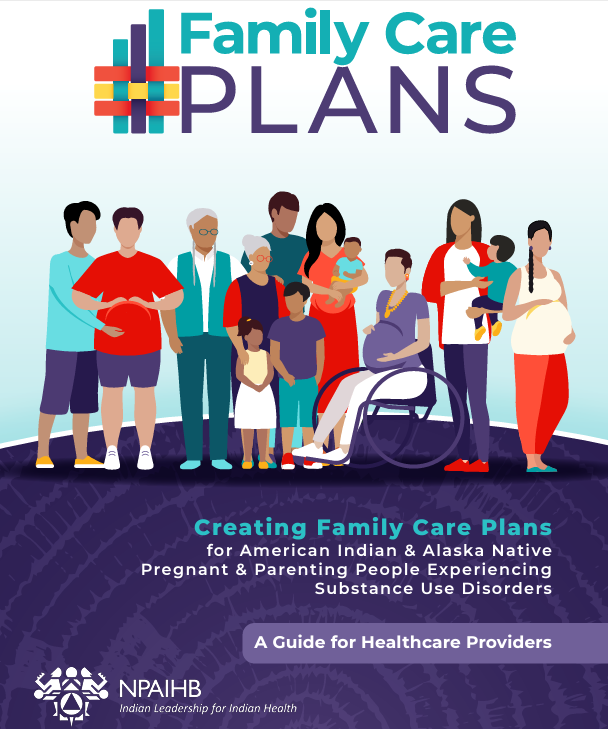 Family Care
PLANS
Creating Family Care Plans
for American Indian & Alaska Native
Pregnant & Parenting People Experiencing
Substance Use Disorders
A Guide for Healthcare Providers
NPAIHB
Indian Leadership for Indian Health